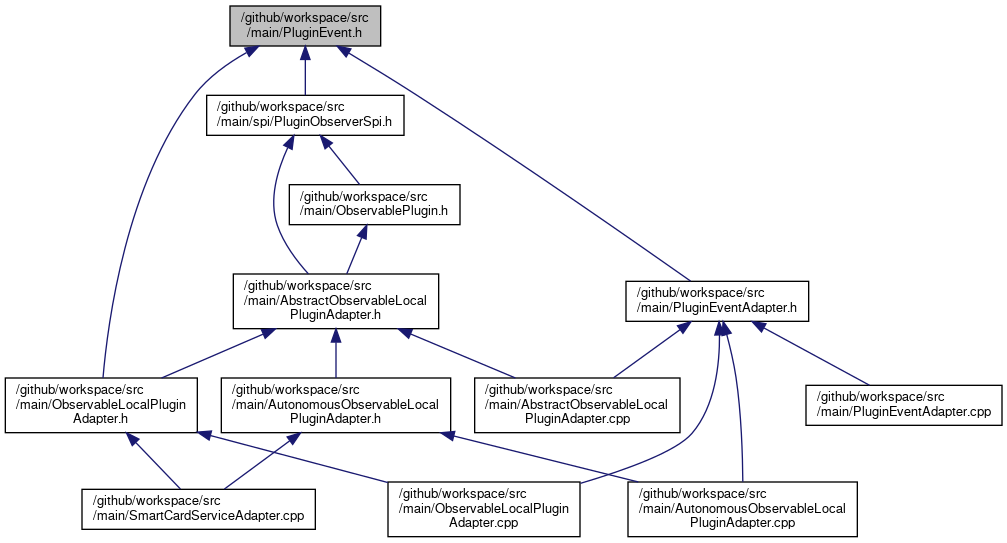 /github/workspace/src
/main/PluginEvent.h
/github/workspace/src
/main/spi/PluginObserverSpi.h
/github/workspace/src
/main/ObservablePlugin.h
/github/workspace/src
/main/AbstractObservableLocal
PluginAdapter.h
/github/workspace/src
/main/PluginEventAdapter.h
/github/workspace/src
/main/ObservableLocalPlugin
Adapter.h
/github/workspace/src
/main/AutonomousObservableLocal
PluginAdapter.h
/github/workspace/src
/main/AbstractObservableLocal
PluginAdapter.cpp
/github/workspace/src
/main/PluginEventAdapter.cpp
/github/workspace/src
/main/SmartCardServiceAdapter.cpp
/github/workspace/src
/main/ObservableLocalPlugin
Adapter.cpp
/github/workspace/src
/main/AutonomousObservableLocal
PluginAdapter.cpp